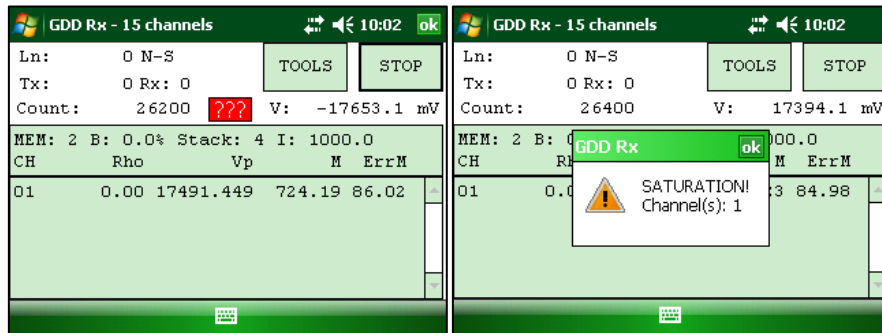 GDD Rx - 15 channels 10:02 ok
Ln: 0 N-S
TOOLS STOP
Tx: 0 Rx: 0
Count: 26200 ??? V: -17653.1 mV
MEM: 2 B: 0.0% Stack: 4 I: 1000.0
CH Rho Vp M ErrM
01 0.00 17491.449 724.19 86.02
GDD Rx - 15 channels 10:02
Ln: 0 N-S
TOOLS STOP
Tx: 0 Rx: 0
Count: 26400 V: 17394.1 mV
MEM: 2 B:
CH M ErrM
01 84.98
GDD Rx ok
SATURATION!
Channel(s): 1